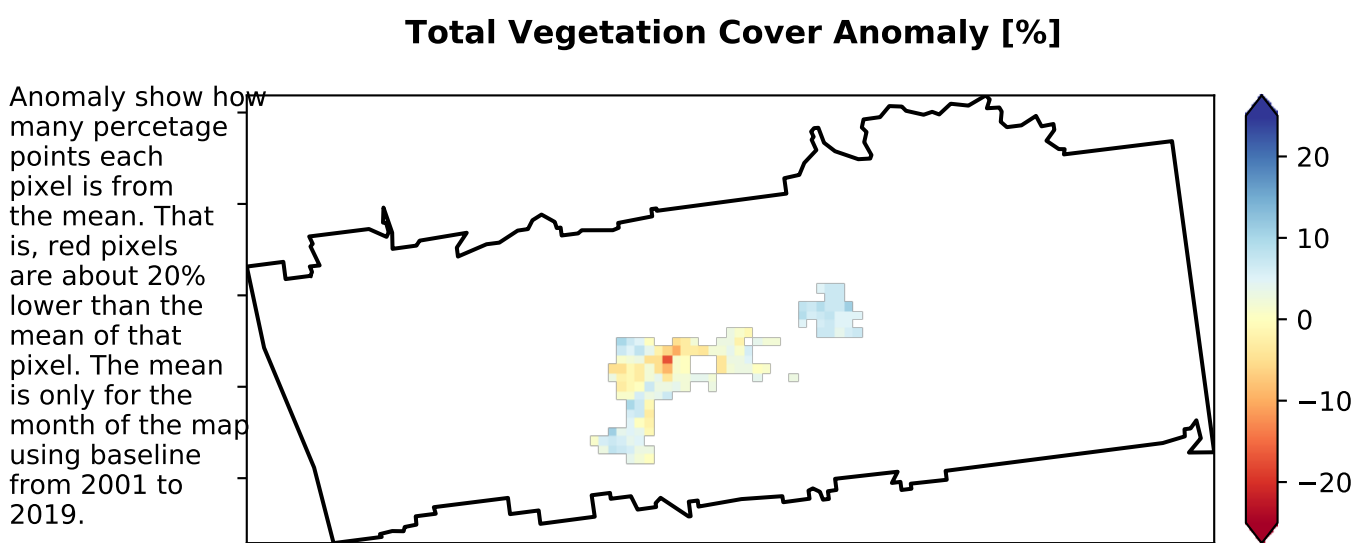 Total Vegetation Cover Anomaly [%]
Anomaly show how
many percetage
points each
pixel is from
the mean. That
is, red pixels
are about 20%
lower than the
mean of that
pixel. The mean
is only for the
month of the map
using baseline
from 2001 to
2019.
20
10
0
−10
−20